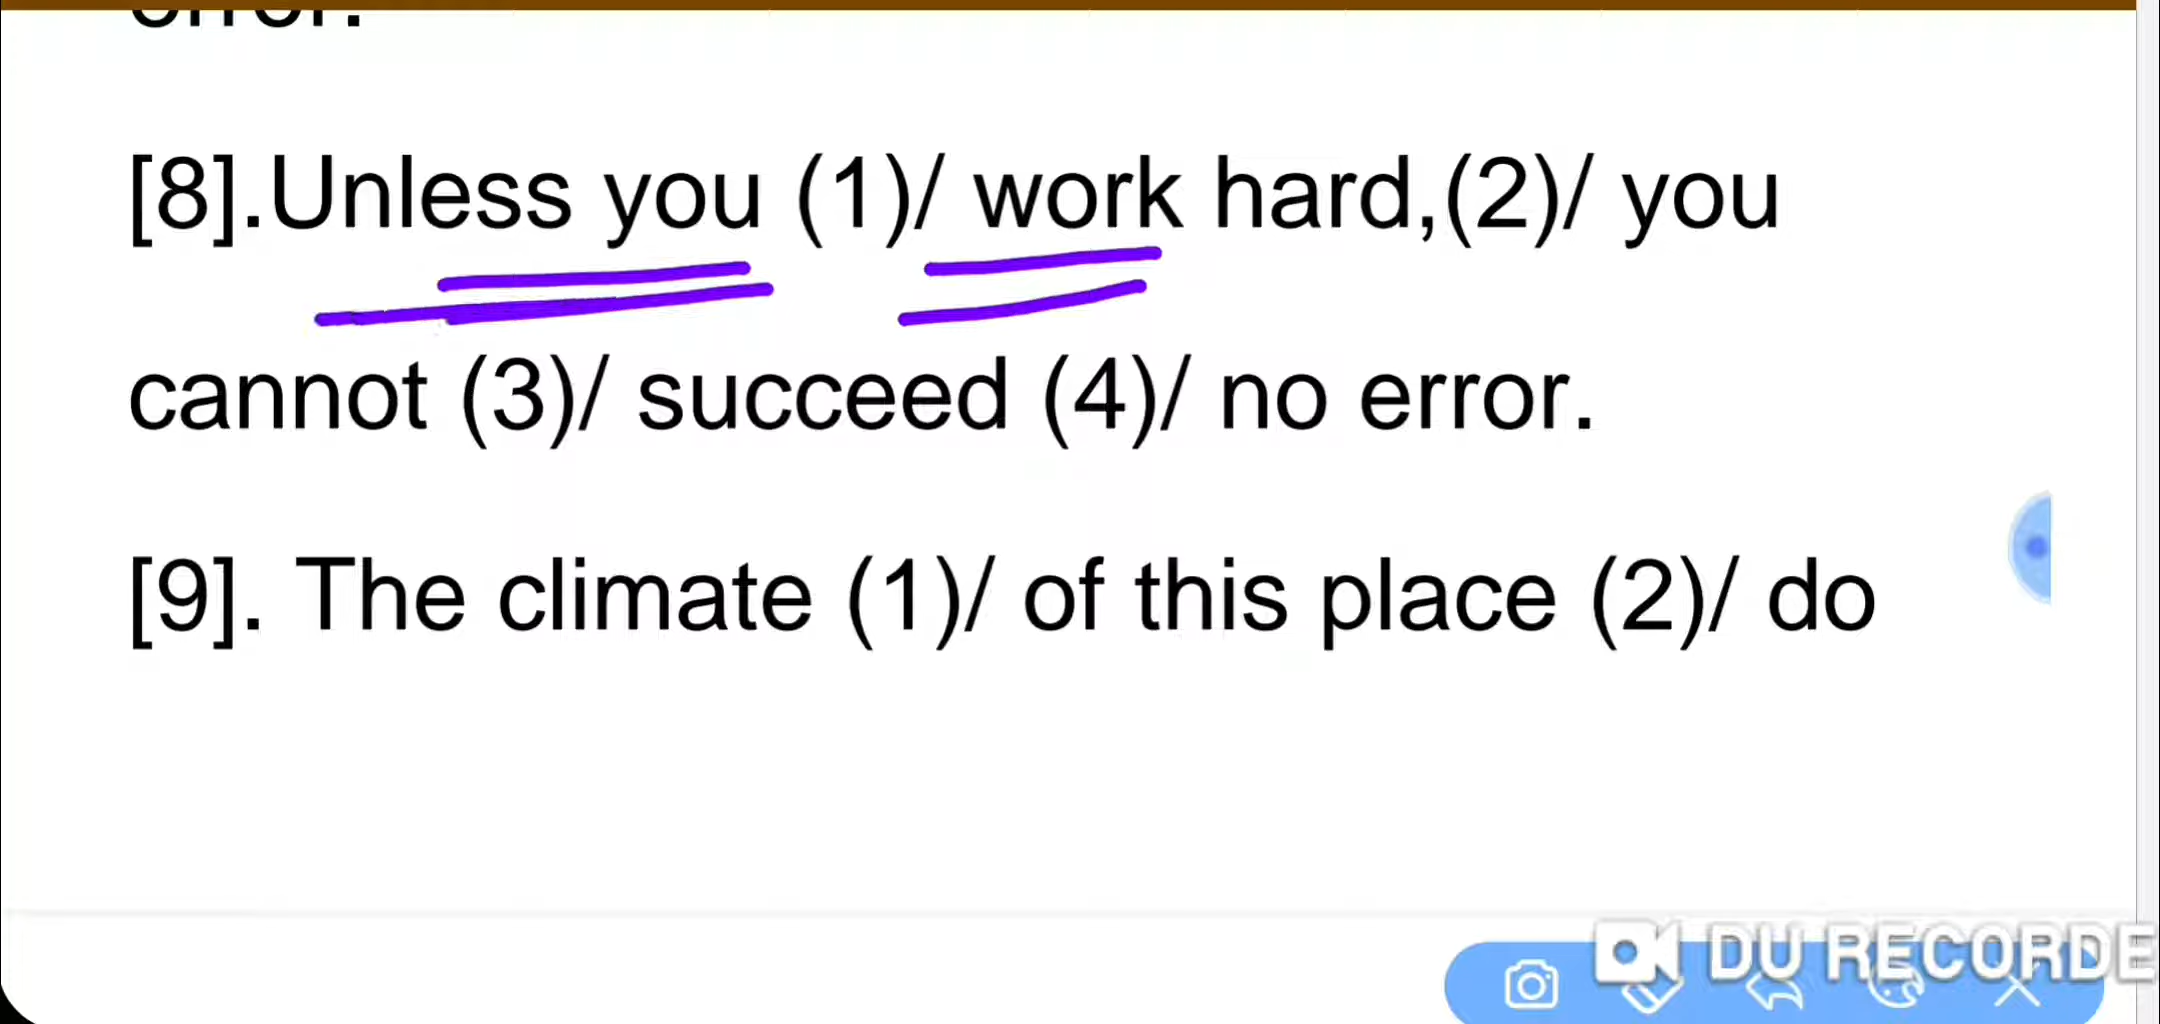 error.
[8].Unless you (1)/ work hard,(2)/ you
cannot (3)/ succeed (4)/ no error.
[9]. The climate (1)/ of this place (2)/ do
DU RECORDE